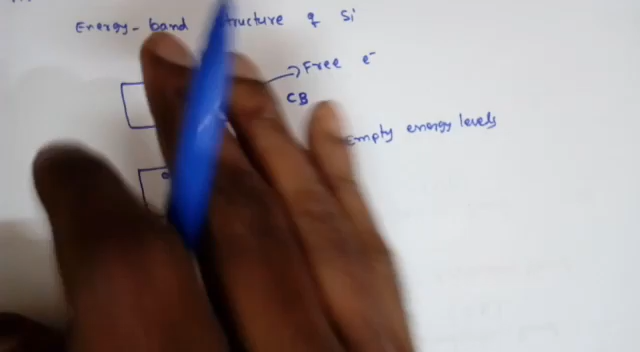 Energy-band structure of Si
Free e⁻
CB
Empty energy levels